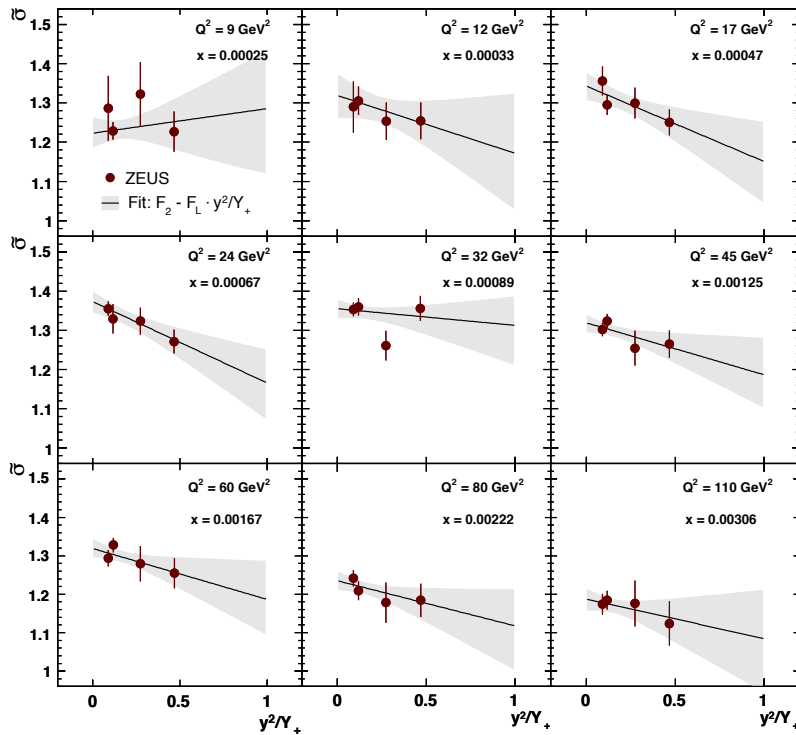 σ̃
1.5
1.4
1.3
1.2
1.1
1
Q² = 9 GeV²
x = 0.00025
ZEUS
Fit: F₂ - F_L · y²/Y₊
Q² = 12 GeV²
x = 0.00033
Q² = 17 GeV²
x = 0.00047
σ̃
1.4
1.3
1.2
1.1
1
Q² = 24 GeV²
x = 0.00067
Q² = 32 GeV²
x = 0.00089
Q² = 45 GeV²
x = 0.00125
σ̃
1.5
1.4
1.3
1.2
1.1
1
Q² = 60 GeV²
x = 0.00167
Q² = 80 GeV²
x = 0.00222
Q² = 110 GeV²
x = 0.00306
0 0.5 1
0 0.5 1
0 0.5 1
y²/Y₊
y²/Y₊
y²/Y₊